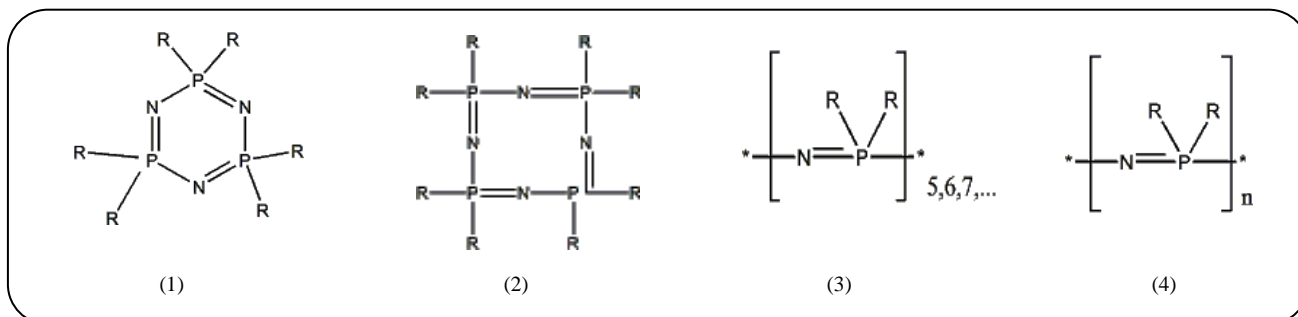 R R
P
N N
R P P R
N
R R
(1)
R R
R P N P R
N N
R P N P R
R R
(2)
R R
* N P *
5,6,7,...
(3)
R R
* N P *
n
(4)